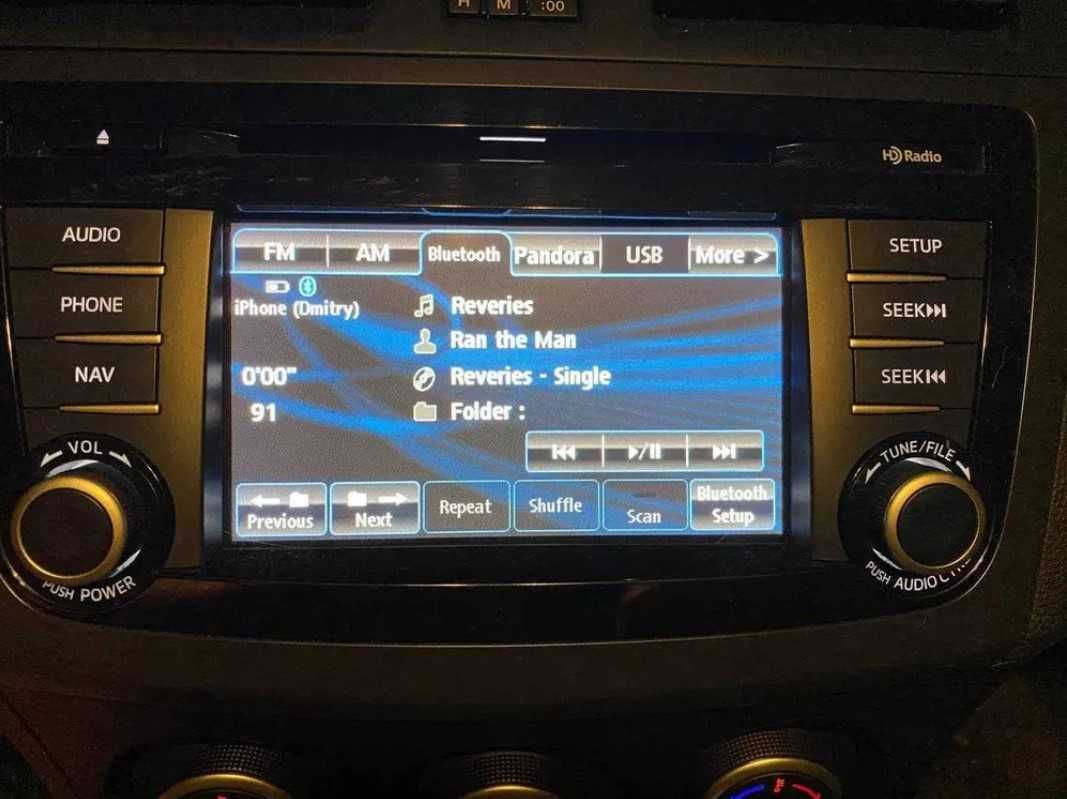 H M :00
HD Radio
AUDIO
PHONE
NAV
VOL
PUSH POWER
FM AM Bluetooth Pandora USB More >
iPhone (Dmitry)
Reveries
Ran the Man
0'00" Reveries - Single
91 Folder :
Previous Next Repeat Shuffle Scan Bluetooth Setup
SETUP
SEEK
SEEK
TUNE/FILE
PUSH AUDIO